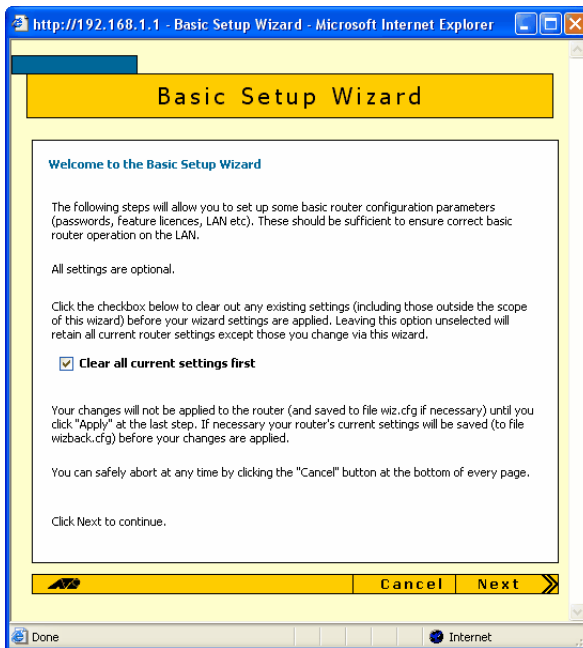 http://192.168.1.1 - Basic Setup Wizard - Microsoft Internet Explorer
Basic Setup Wizard
Welcome to the Basic Setup Wizard
The following steps will allow you to set up some basic router configuration parameters
(passwords, feature licences, LAN etc). These should be sufficient to ensure correct basic
router operation on the LAN.
All settings are optional.
Click the checkbox below to clear out any existing settings (including those outside the scope
of this wizard) before your wizard settings are applied. Leaving this option unselected will
retain all current router settings except those you change via this wizard.
Clear all current settings first
Your changes will not be applied to the router (and saved to file wiz.cfg if necessary) until you
click "Apply" at the last step. If necessary your router's current settings will be saved (to file
wizback.cfg) before your changes are applied.
You can safely abort at any time by clicking the "Cancel" button at the bottom of every page.
Click Next to continue.
Cancel Next
Done Internet